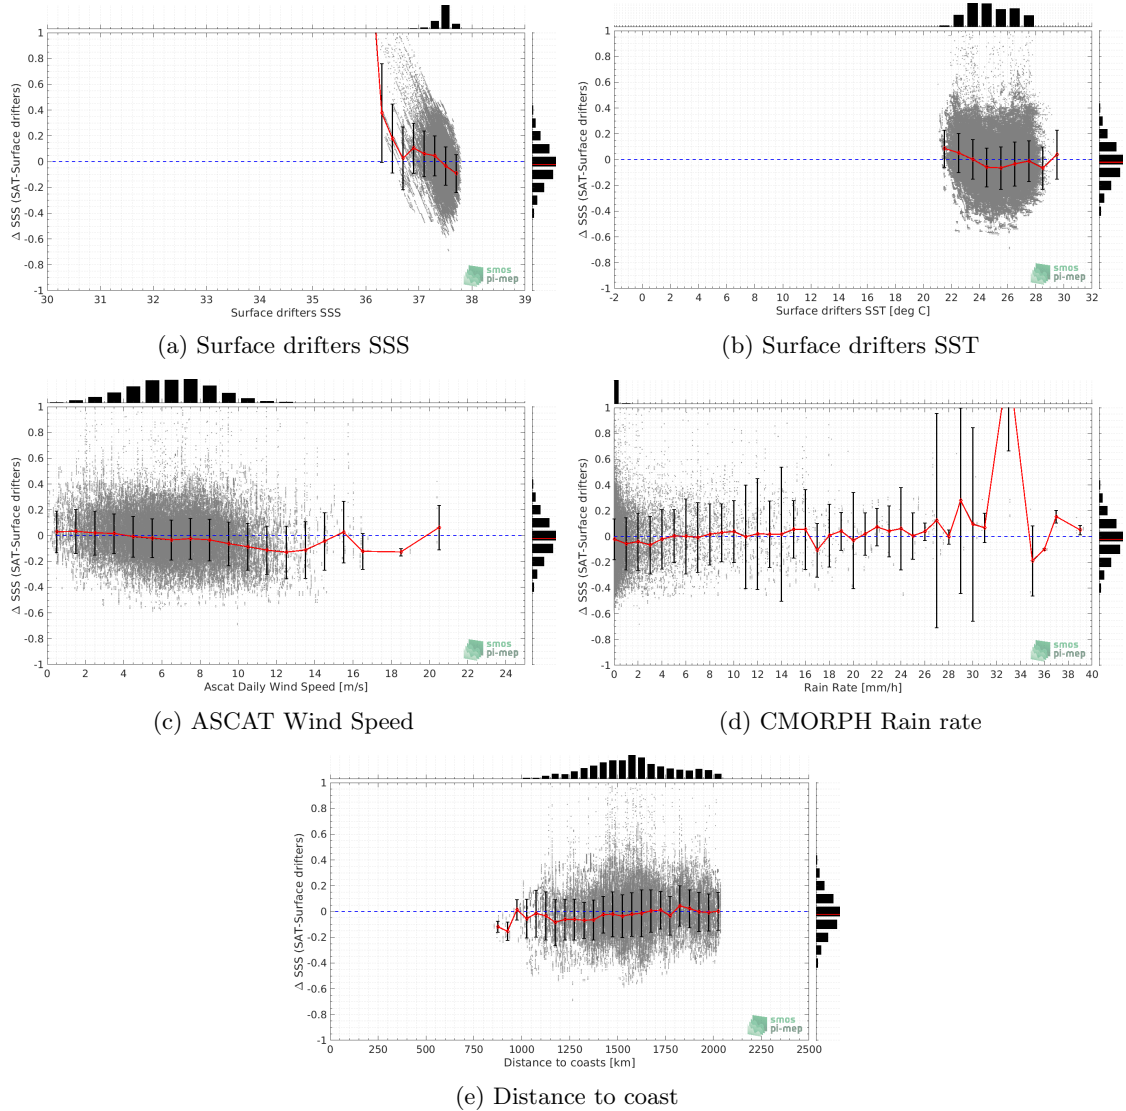 1
0.8
0.6
0.4
0.2
0
-0.2
-0.4
-0.6
-0.8
-1
Δ SSS (SAT-Surface drifters)
30 31 32 33 34 35 36 37 38 39
Surface drifters SSS
smos
pi-mep
(a) Surface drifters SSS
1
0.8
0.6
0.4
0.2
0
-0.2
-0.4
-0.6
-0.8
-1
Δ SSS (SAT-Surface drifters)
-2 0 2 4 6 8 10 12 14 16 18 20 22 24 26 28 30 32
Surface drifters SST [deg C]
smos
pi-mep
(b) Surface drifters SST
1
0.8
0.6
0.4
0.2
0
-0.2
-0.4
-0.6
-0.8
-1
Δ SSS (SAT-Surface drifters)
0 2 4 6 8 10 12 14 16 18 20 22 24
Ascat Daily Wind Speed [m/s]
smos
pi-mep
(c) ASCAT Wind Speed
1
0.8
0.6
0.4
0.2
0
-0.2
-0.4
-0.6
-0.8
-1
Δ SSS (SAT-Surface drifters)
0 2 4 6 8 10 12 14 16 18 20 22 24 26 28 30 32 34 36 38 40
Rain Rate [mm/h]
smos
pi-mep
(d) CMORPH Rain rate
1
0.8
0.6
0.4
0.2
0
-0.2
-0.4
-0.6
-0.8
-1
Δ SSS (SAT-Surface drifters)
0 250 500 750 1000 1250 1500 1750 2000 2250 2500
Distance to coasts [km]
smos
pi-mep
(e) Distance to coast